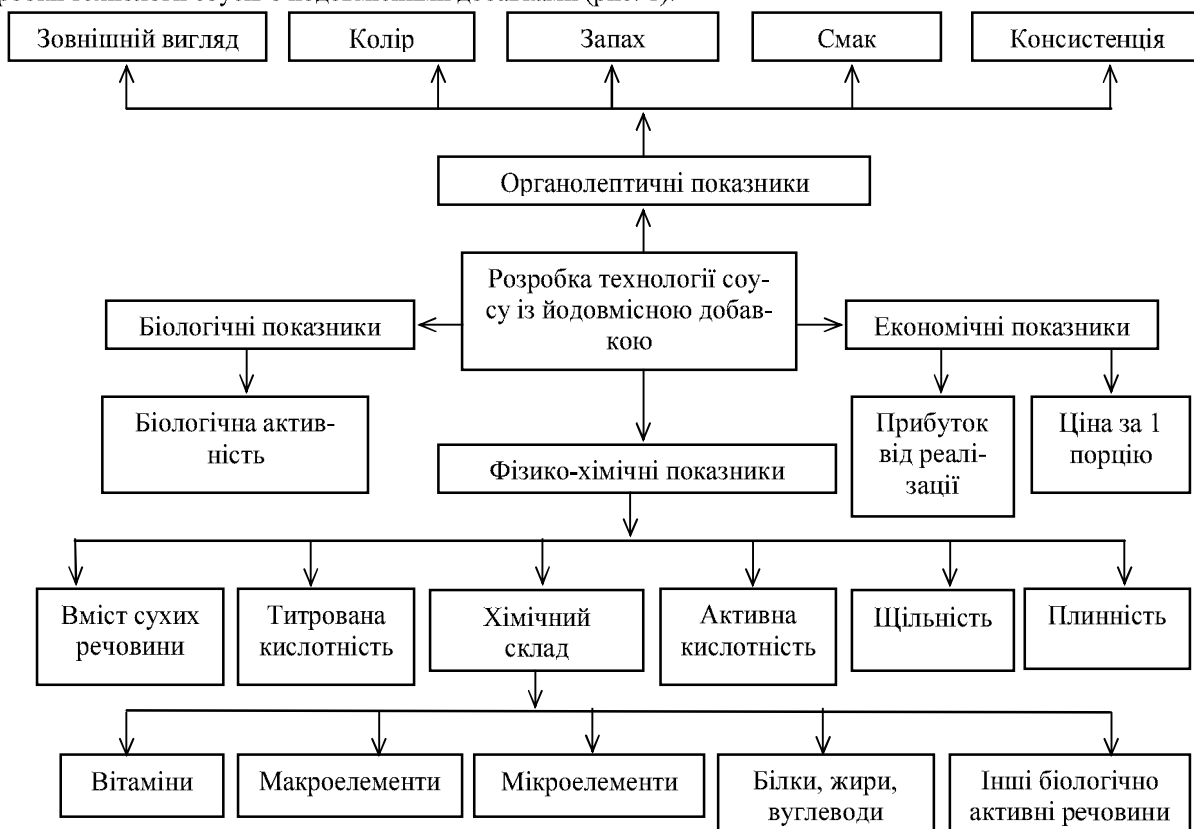 (рис. 1).
Зовнішній вигляд
Колір
Запах
Смак
Консистенція
Органолептичні показники
Розробка технології соу-
су із йодовмісною добав-
кою
Біологічні показники
Економічні показники
Біологічна актив-
ність
Прибуток
від реалі-
зації
Ціна за 1
порцію
Фізико-хімічні показники
Вміст сухих
речовини
Титрована
кислотність
Хімічний
склад
Активна
кислотність
Щільність
Плинність
Вітаміни
Макроелементи
Мікроелементи
Білки, жири,
вуглеводи
Інші біологічно
активні речовини